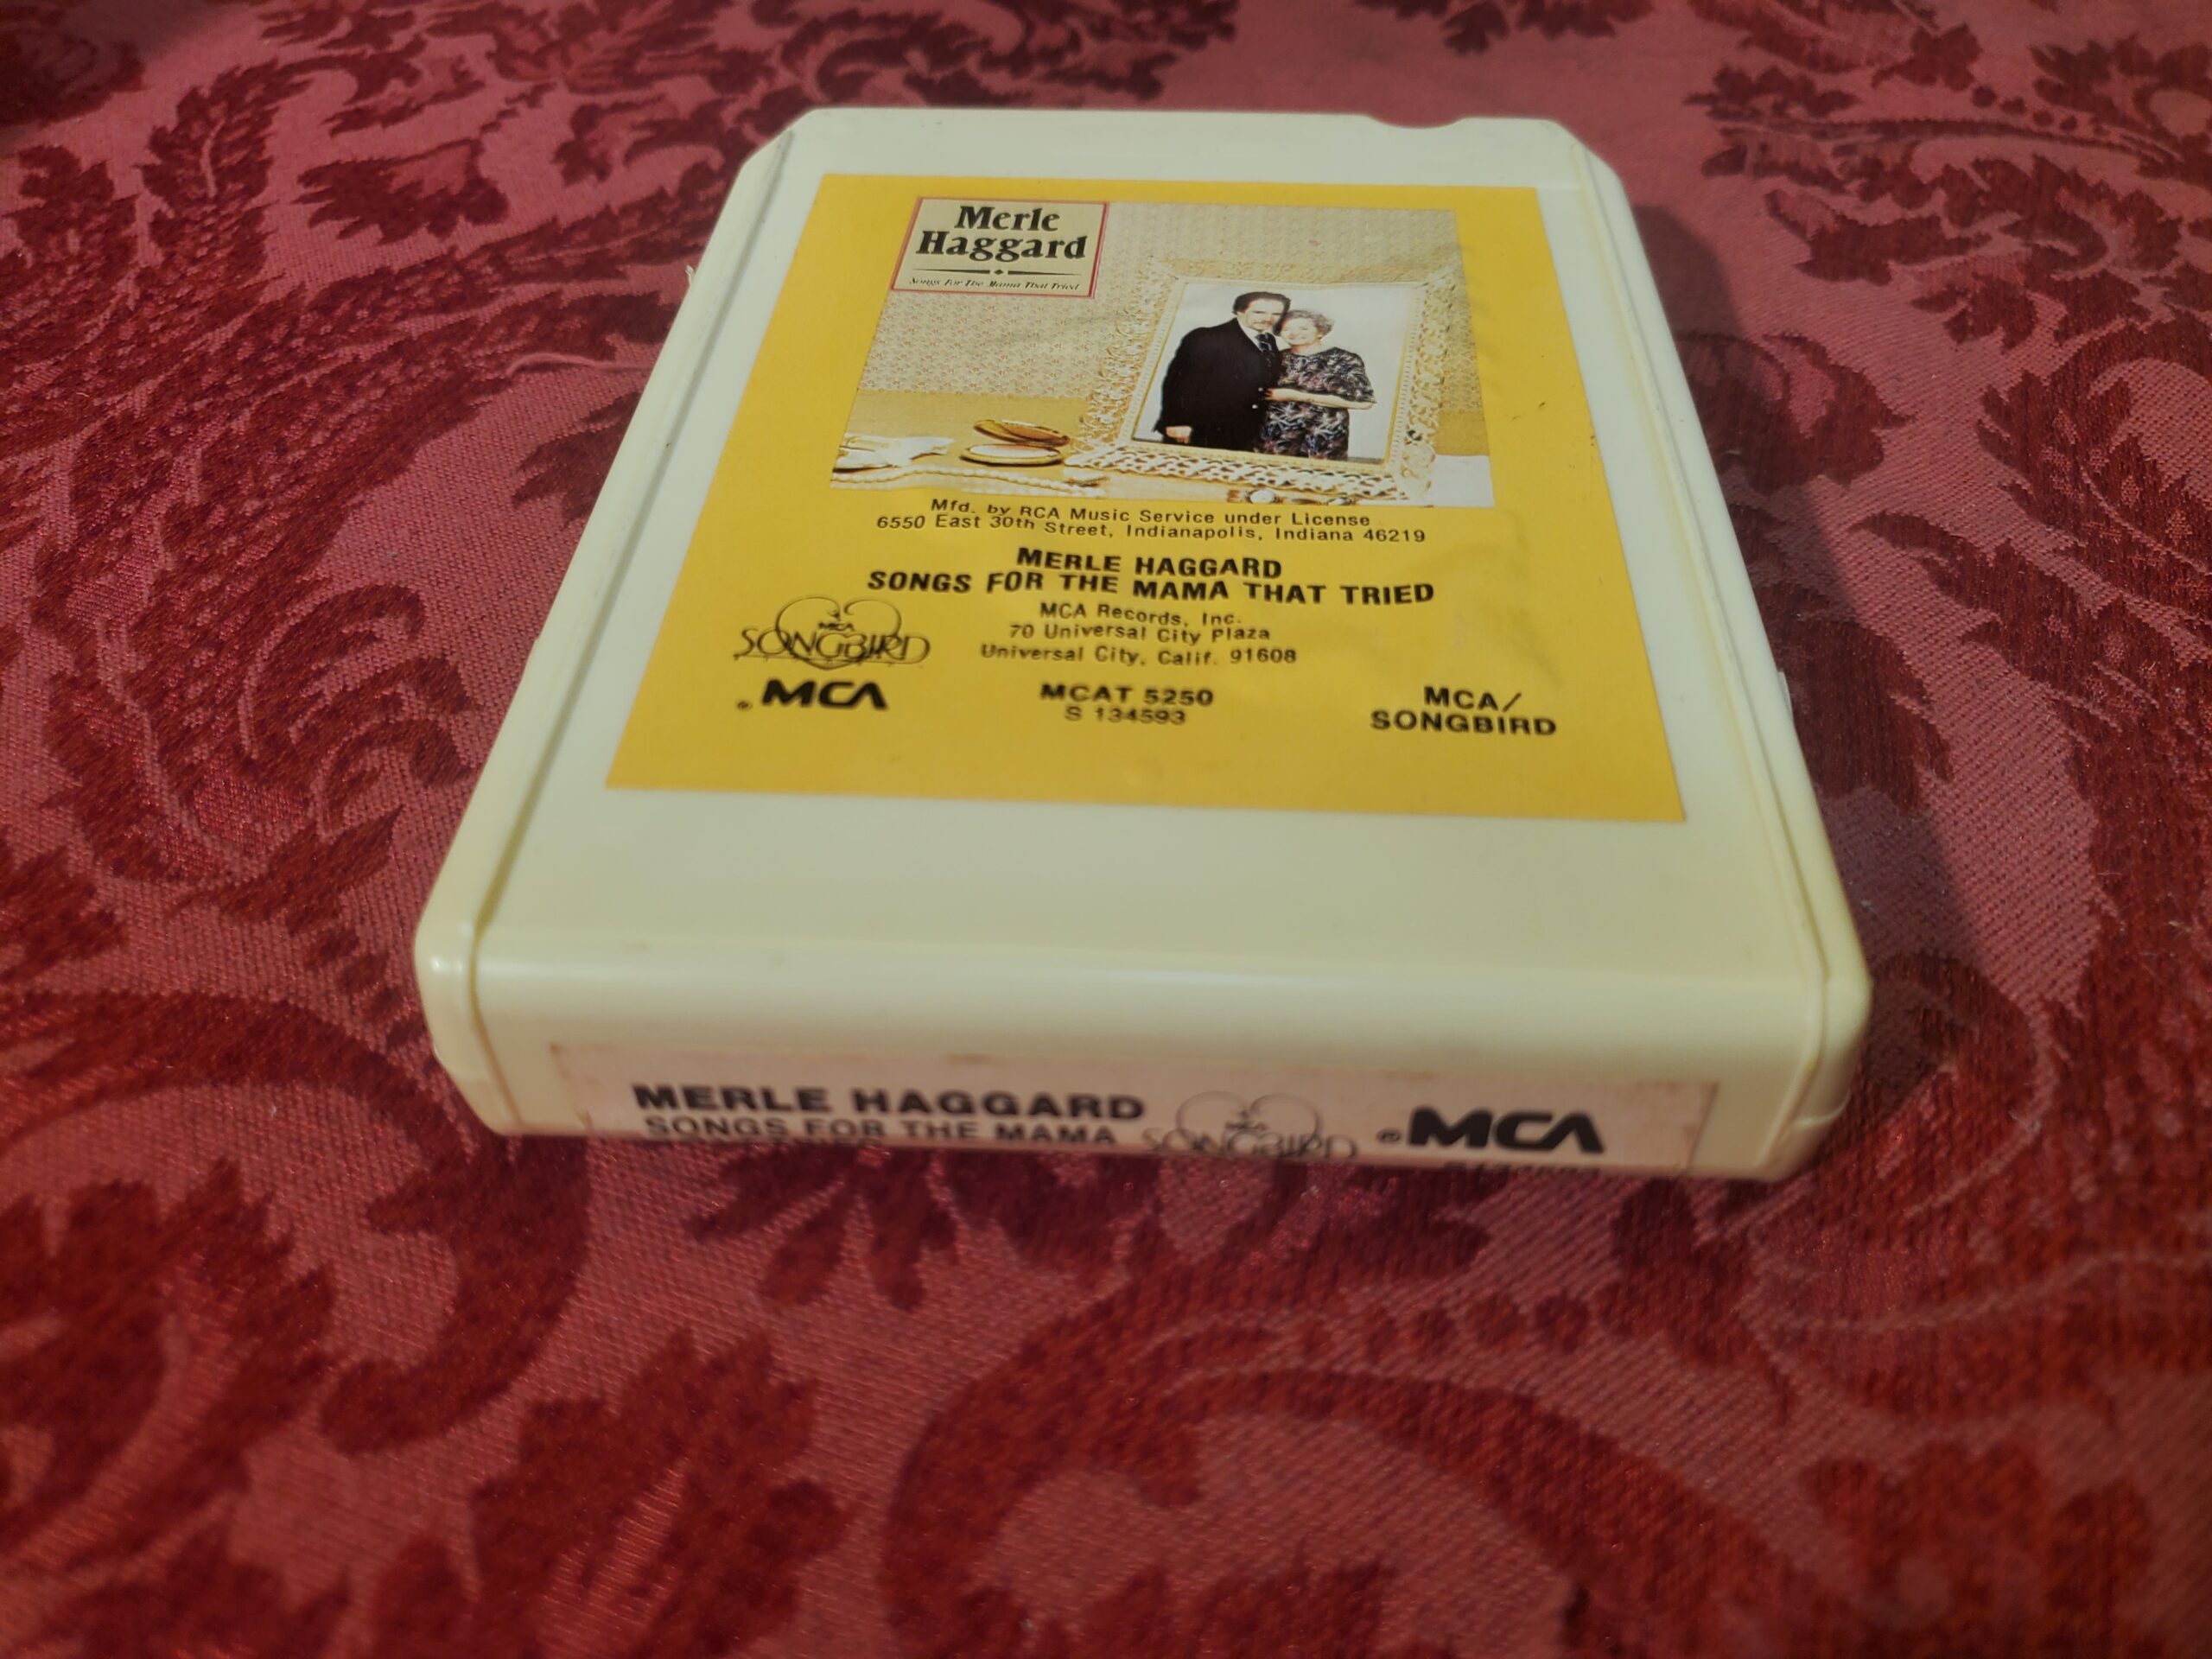 Merle
Haggard
Songs For The Mama That Tried
Mfd. by RCA Music Service under License
6550 East 30th Street, Indianapolis, Indiana 46219
MERLE HAGGARD
SONGS FOR THE MAMA THAT TRIED
MCA Records, Inc.
70 Universal City Plaza
Universal City, Calif. 91608
MCA
SONGBIRD
® MCA
MCAT 5250
S 134593
MCA/
SONGBIRD
MERLE HAGGARD
SONGS FOR THE MAMA
MCA
SONGBIRD
® MCA